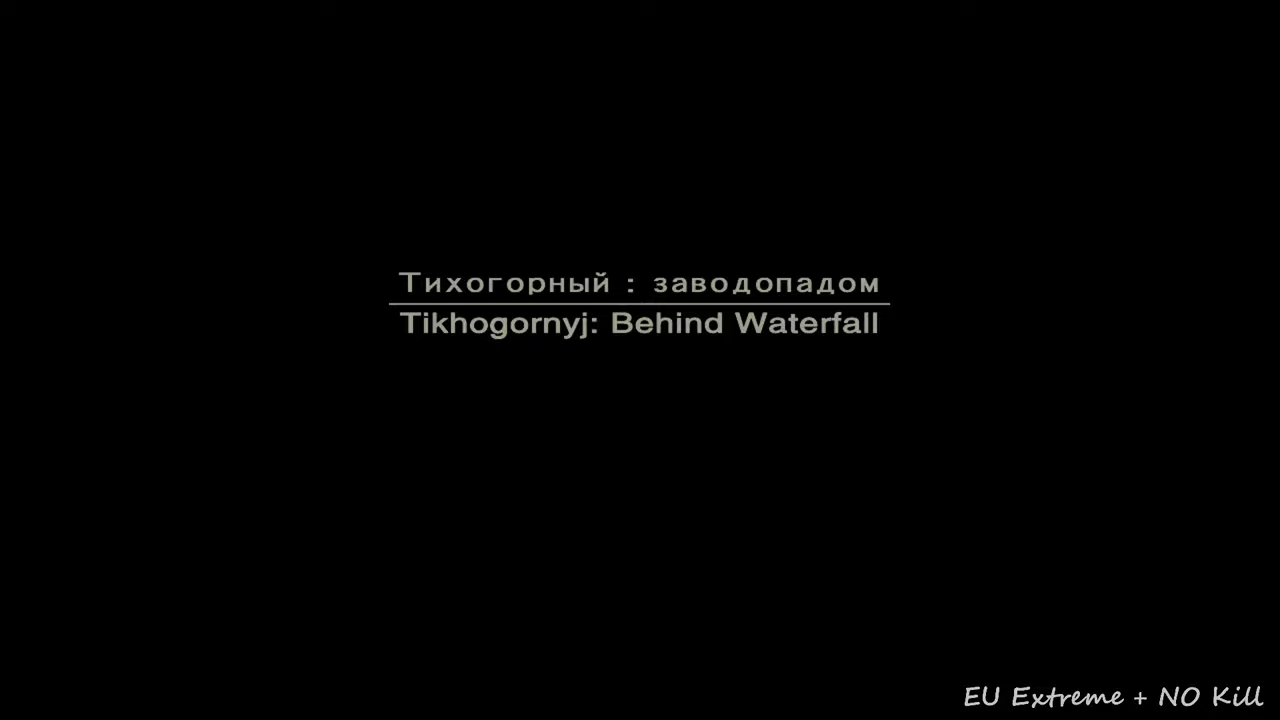 Тихогорный : заводопадом
Tikhogornyj: Behind Waterfall
EU Extreme + NO Kill